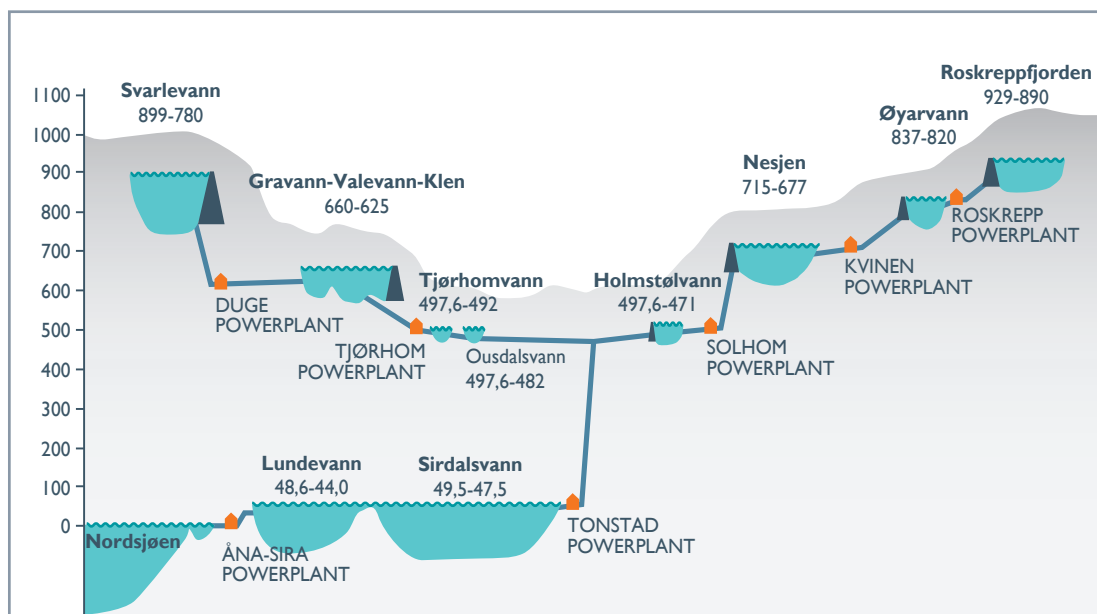 Roskreppfjorden
929-890
Svarlevann
899-780
Øyarvann
837-820
Nesjen
715-677
Gravann-Valevann-Klen
660-625
Tjørhomvann
497,6-492
Holmstølvann
497,6-471
1100
1000
900
800
700
600
500
400
300
200
100
0
ROSKREPP
POWERPLANT
KVINEN
POWERPLANT
DUGE
POWERPLANT
TJØRHOM
POWERPLANT
Ousdalsvann
497,6-482
SOLHOM
POWERPLANT
Lundevann
48,6-44,0
Sirdalsvann
49,5-47,5
TONSTAD
POWERPLANT
Nordsjøen
ÅNA-SIRA
POWERPLANT